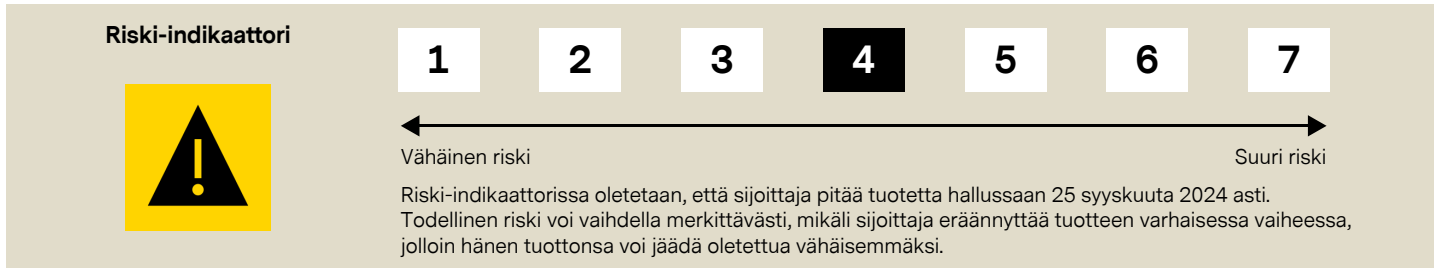 Riski-indikaattori
1 2 3 4 5 6 7
Vähäinen riski Suuri riski
Riski-indikaattorissa oletetaan, että sijoittaja pitää tuotetta hallussaan 25 syyskuuta 2024 asti.
Todellinen riski voi vaihdella merkittävästi, mikäli sijoittaja eräännyttää tuotteen varhaisessa vaiheessa,
jolloin hänen tuottonsa voi jäädä oletettua vähäisemmäksi.